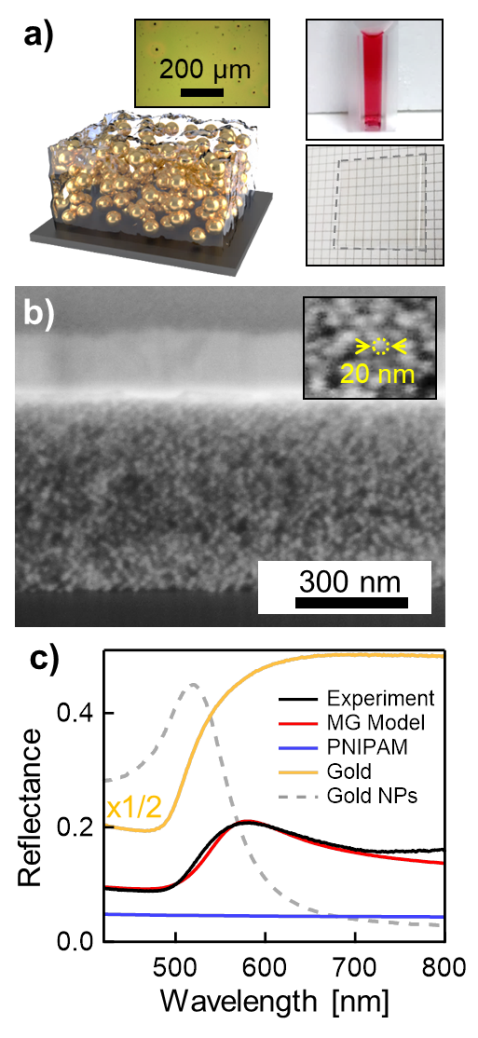 a)
200 µm
b)
20 nm
300 nm
c)
Experiment
MG Model
PNIPAM
Gold
Gold NPs
x1/2
0.4
0.2
0.0
Reflectance
500 600 700 800
Wavelength [nm]